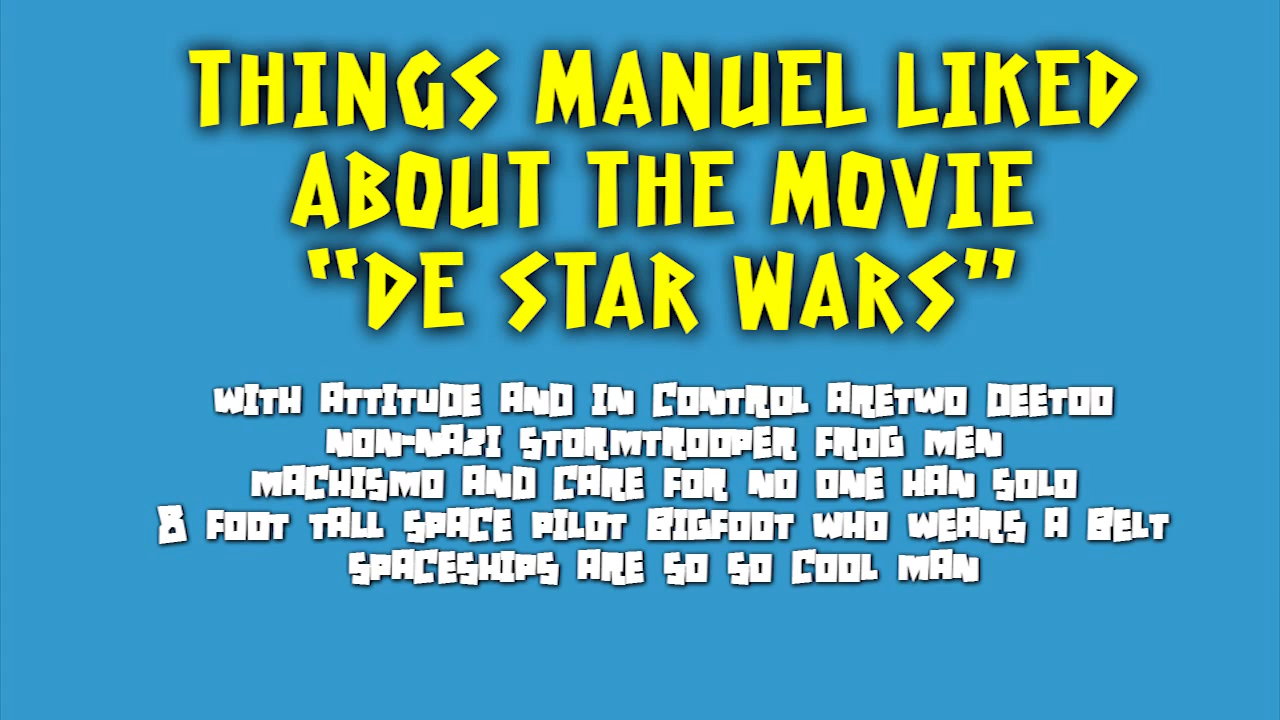 THINGS MANUEL LIKED
ABOUT THE MOVIE
"DE STAR WARS"
WITH ATTITUDE AND IN CONTROL ARETWO DEETOO
NON-NAZI STORMTROOPER FROG MEN
MACHISMO AND CARE FOR NO ONE HAN SOLO
8 FOOT TALL SPACE PILOT BIGFOOT WHO WEARS A BELT
SPACESHIPS ARE SO SO COOL MAN